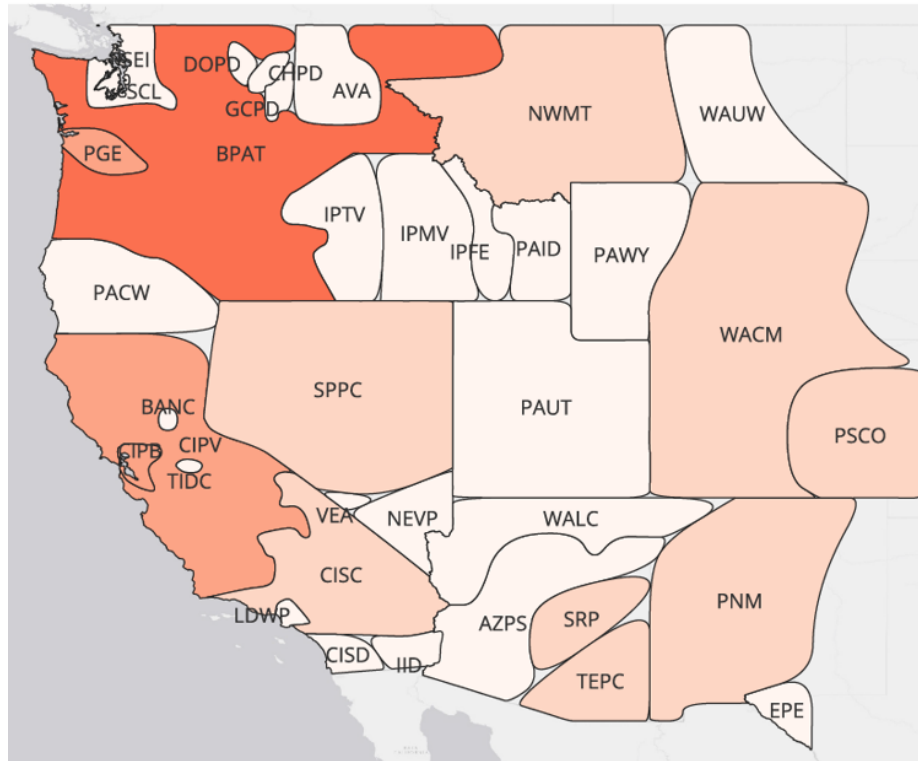 SEI
DOPD
CHPD
SCL
AVA
GCPD
NWMT
WAUW
PGE
BPAT
IPTV
IPMV
IPFE
PAID
PAWY
PACW
WACM
SPPC
PAUT
BANC
CIPB
CIPV
PSCO
TIDC
VEA
NEVP
WALC
CISC
LDWP
AZPS
SRP
PNM
CISD
IID
TEPC
EPE